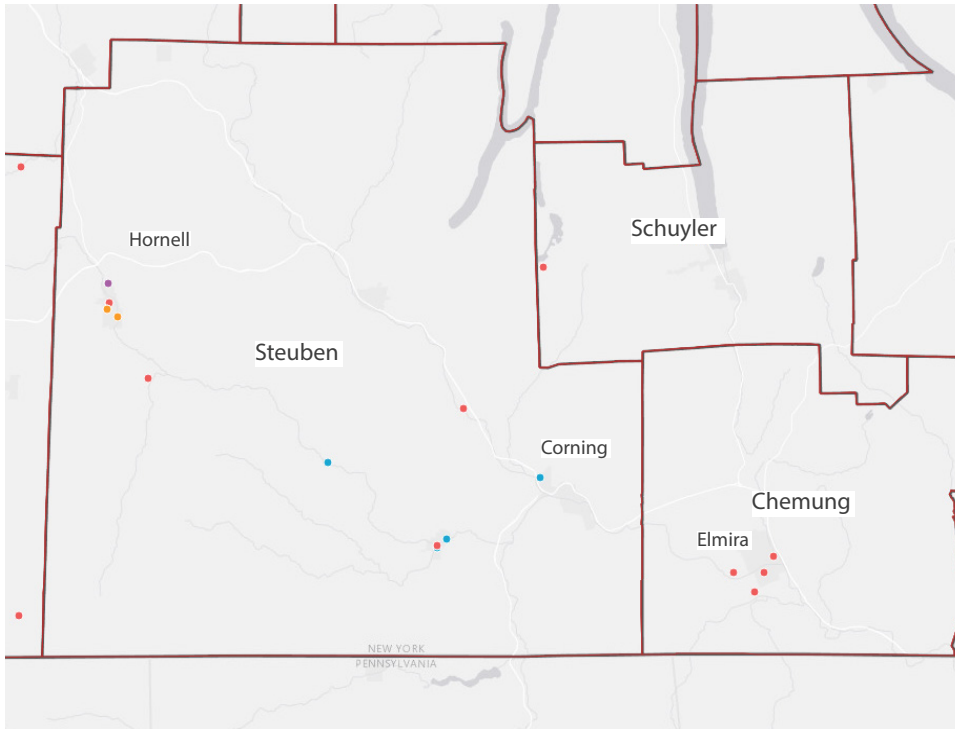 Schuyler
Hornell
Steuben
Corning
Chemung
Elmira
NEW YORK
PENNSYLVANIA